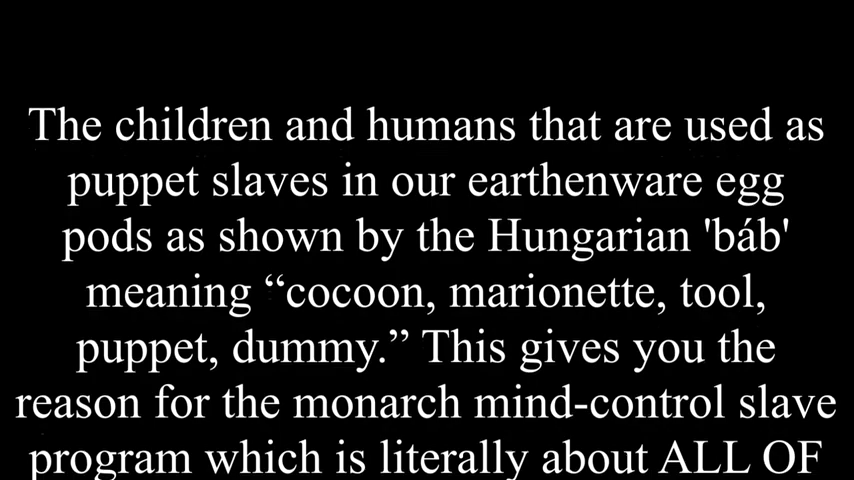 The children and humans that are used as
puppet slaves in our earthenware egg
pods as shown by the Hungarian 'báb'
meaning “cocoon, marionette, tool,
puppet, dummy.” This gives you the
reason for the monarch mind-control slave
program which is literally about ALL OF